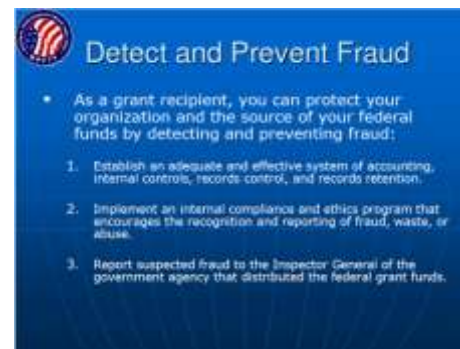 Detect and Prevent Fraud
• As a grant recipient, you can protect your
organization and the source of your federal
funds by detecting and preventing fraud:
1. Establish an adequate and effective system of accounting,
internal controls, records control, and records retention.
2. Implement an internal compliance and ethics program that
encourages the recognition and reporting of fraud, waste, or
abuse.
3. Report suspected fraud to the Inspector General of the
government agency that distributed the federal grant funds.